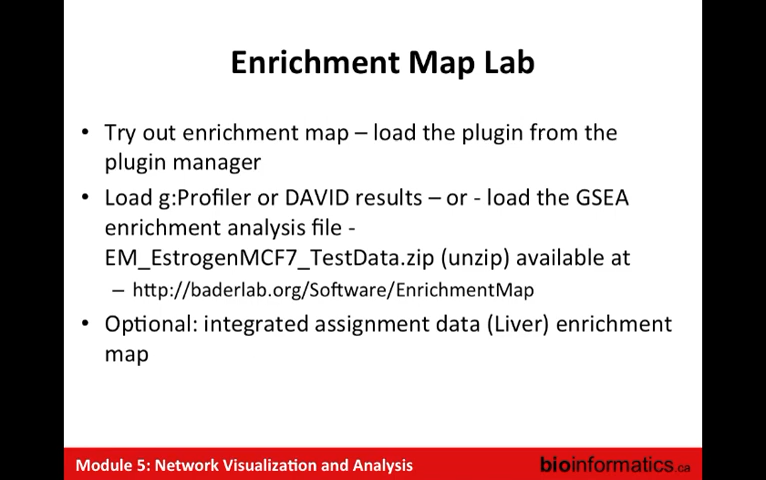 Enrichment Map Lab
• Try out enrichment map – load the plugin from the
plugin manager
• Load g:Profiler or DAVID results – or - load the GSEA
enrichment analysis file -
EM_EstrogenMCF7_TestData.zip (unzip) available at
– http://baderlab.org/Software/EnrichmentMap
• Optional: integrated assignment data (Liver) enrichment
map
Module 5: Network Visualization and Analysis
bioinformatics.ca